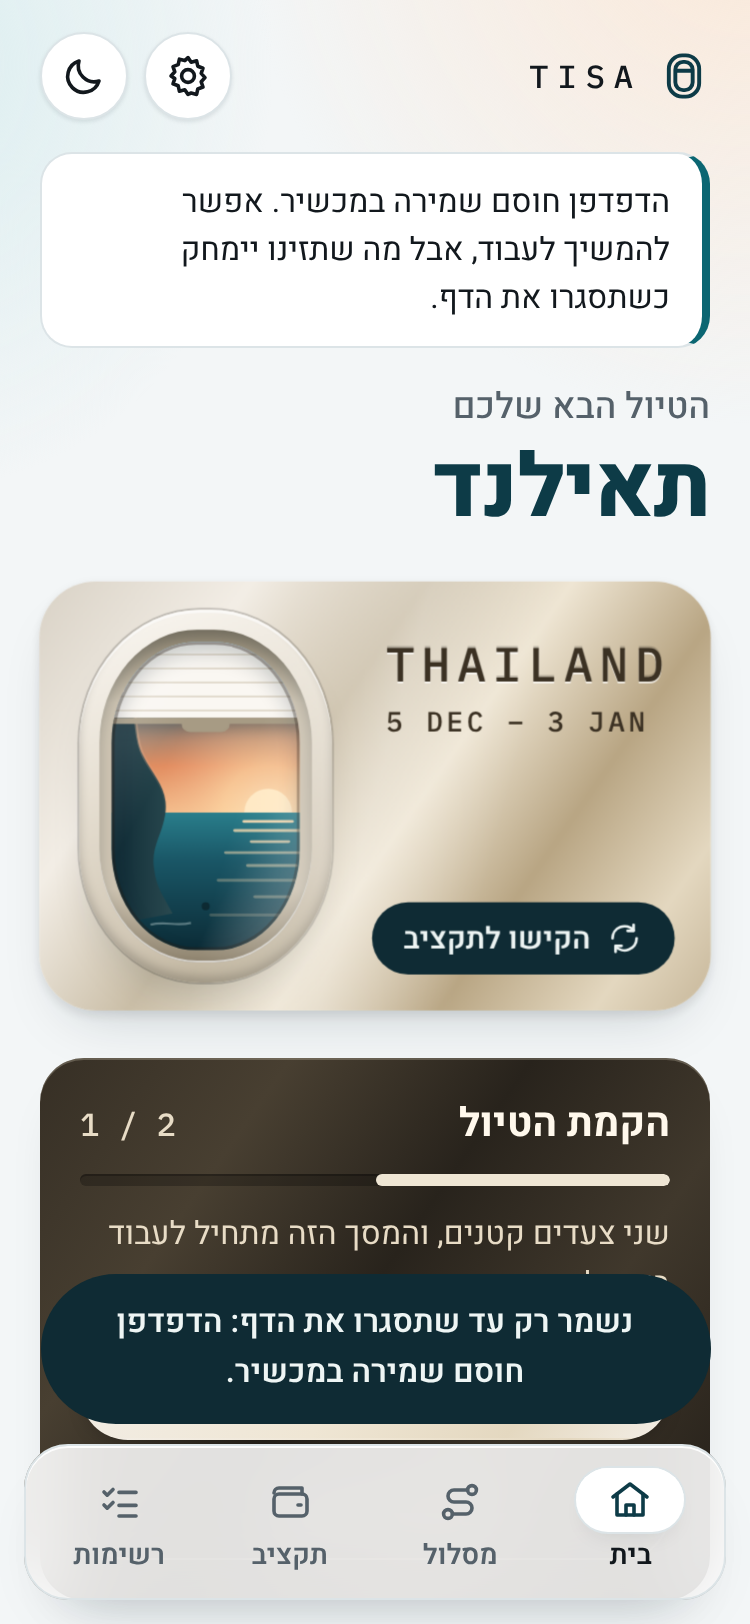 TISA
הדפדפן חוסם שמירה במכשיר. אפשר
להמשיך לעבוד, אבל מה שתזינו יימחק
כשתסגרו את הדף.
הטיול הבא שלכם
תאילנד
THAILAND
5 DEC – 3 JAN
הקישו לתקציב
הקמת הטיול
1 / 2
שני צעדים קטנים, והמסך הזה מתחיל לעבוד
נשמר רק עד שתסגרו את הדף: הדפדפן
חוסם שמירה במכשיר.
בית
מסלול
תקציב
רשימות